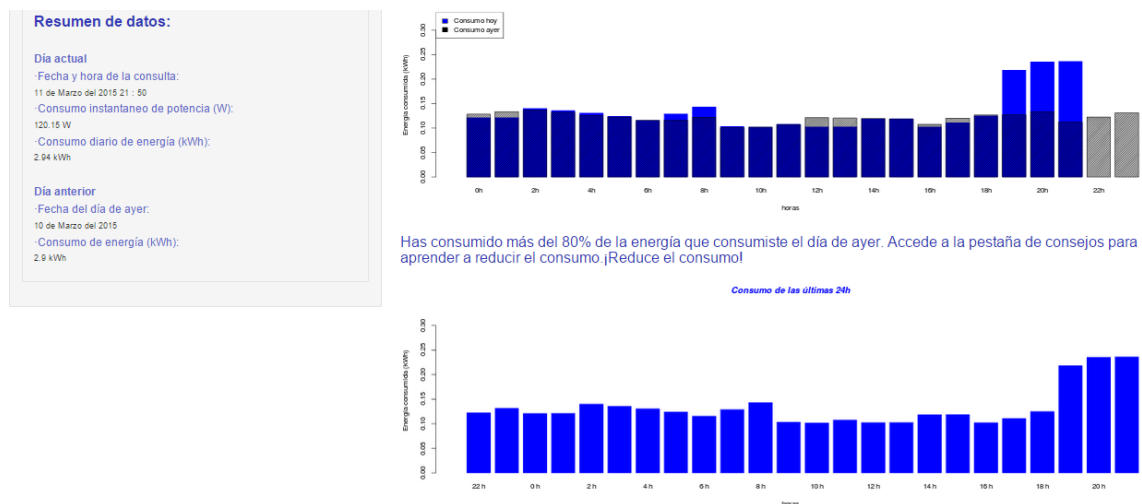 Resumen de datos:
Día actual
·Fecha y hora de la consulta:
11 de Marzo del 2015 21 : 50
·Consumo instantaneo de potencia (W):
120.15 W
·Consumo diario de energía (kWh):
2.94 kWh
Día anterior
·Fecha del día de ayer:
10 de Marzo del 2015
·Consumo de energía (kWh):
2.9 kWh
Consumo hoy
Consumo ayer
Energía consumida (kWh)
0.30
0.25
0.20
0.15
0.10
0.05
0.00
0h 2h 4h 6h 8h 10h 12h 14h 16h 18h 20h 22h
horas
Has consumido más del 80% de la energía que consumiste el día de ayer. Accede a la pestaña de consejos para
aprender a reducir el consumo.¡Reduce el consumo!
Consumo de las últimas 24h
Energía consumida (kWh)
0.30
0.25
0.20
0.15
0.10
0.05
0.00
22 h 0 h 2 h 4 h 6 h 8 h 10 h 12 h 14 h 16 h 18 h 20 h
horas